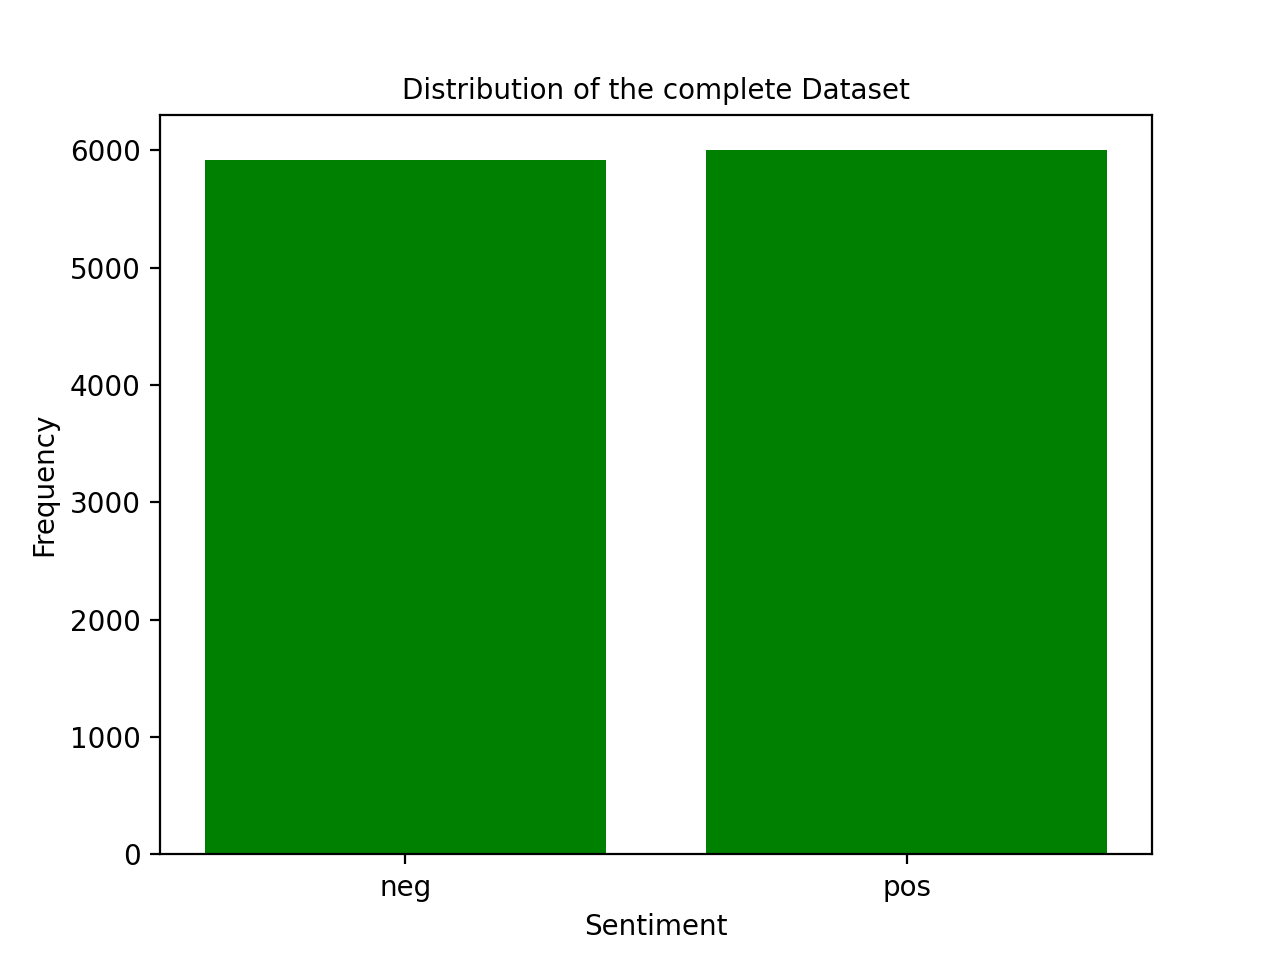 Distribution of the complete Dataset
6000
5000
4000
3000
2000
1000
0
Frequency
neg
pos
Sentiment